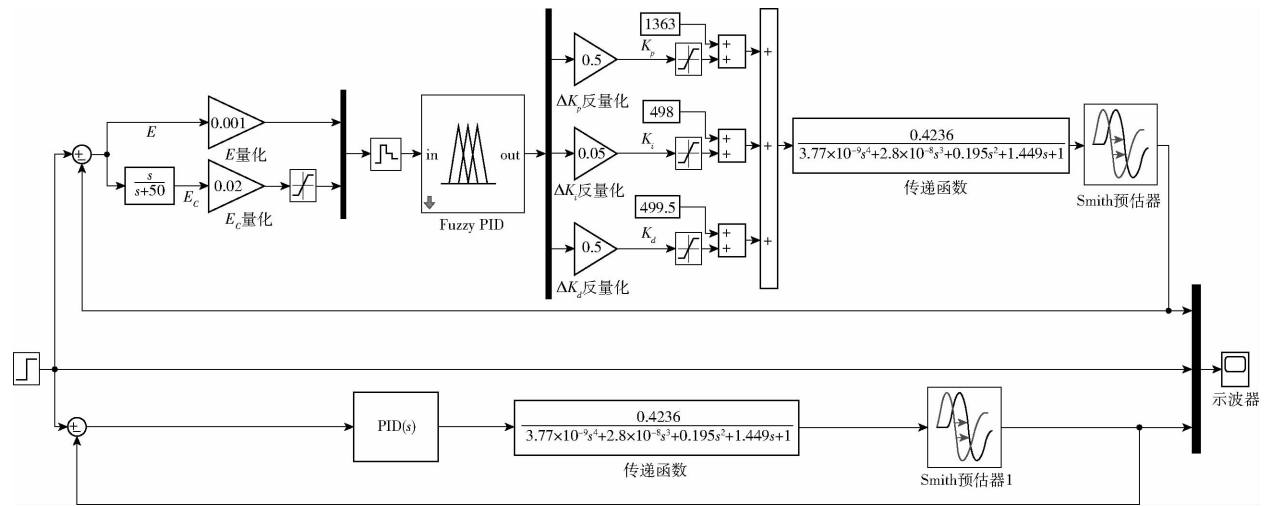 1363
K_p
0.5
ΔK_p反量化
+
+
+
0.001
E
E量化
498
K_i
0.05
ΔK_i反量化
+
+
+
in
out
Fuzzy PID
s
s+50
E_C
0.02
E_C量化
499.5
K_d
0.5
ΔK_d反量化
+
+
+
0.4236
3.77×10⁻⁹s⁴+2.8×10⁻⁸s³+0.195s²+1.449s+1
传递函数
Smith预估器
+
−
示波器
+
−
PID(s)
0.4236
3.77×10⁻⁹s⁴+2.8×10⁻⁸s³+0.195s²+1.449s+1
传递函数
Smith预估器1